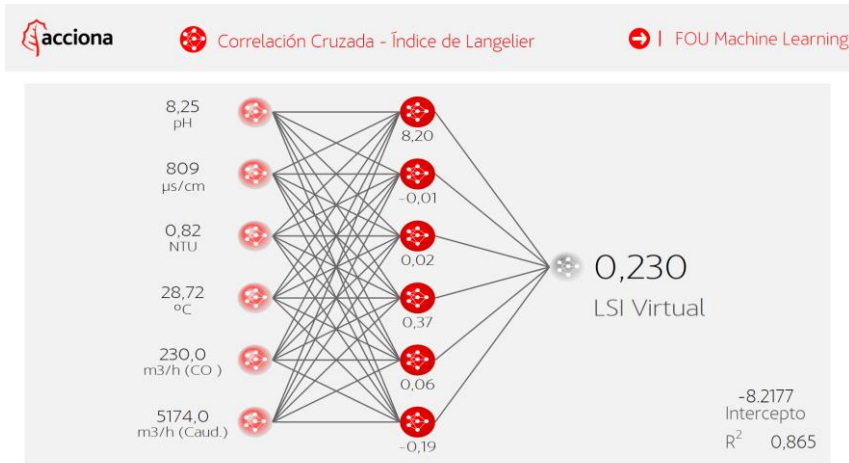 acciona
Correlación Cruzada - Índice de Langelier
FOU Machine Learning
8,25
pH
809
µs/cm
0,82
NTU
28,72
ºC
230,0
m3/h (CO )
5174,0
m3/h (Caud.)
8,20
-0,01
0,02
0,37
0,06
-0,19
0,230
LSI Virtual
-8.2177
Intercepto
R² 0,865